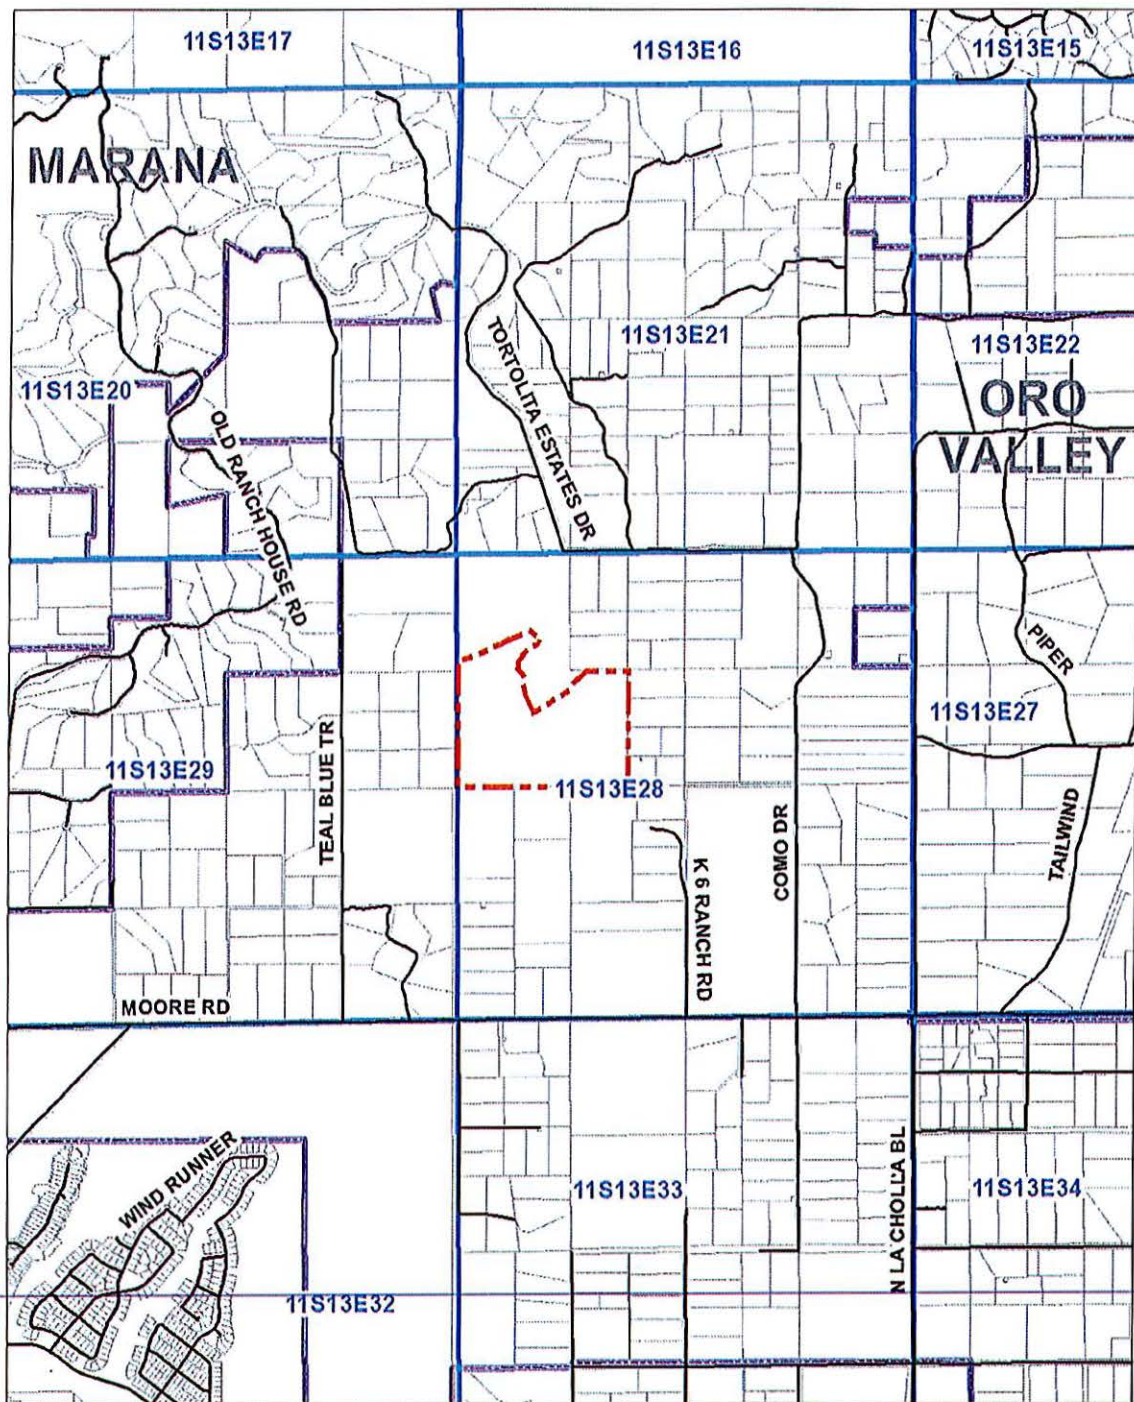 11S13E17
11S13E16
11S13E15
MARANA
11S13E21
11S13E22
11S13E20
TORTOLITA ESTATES DR
ORO
VALLEY
OLD RANCH HOUSE RD
PIPER
11S13E27
11S13E29
11S13E28
TEAL BLUE TR
COMO DR
TAILWIND
K 6 RANCH RD
MOORE RD
WIND RUNNER
11S13E33
11S13E34
N LA CHOLLA BL
11S13E32